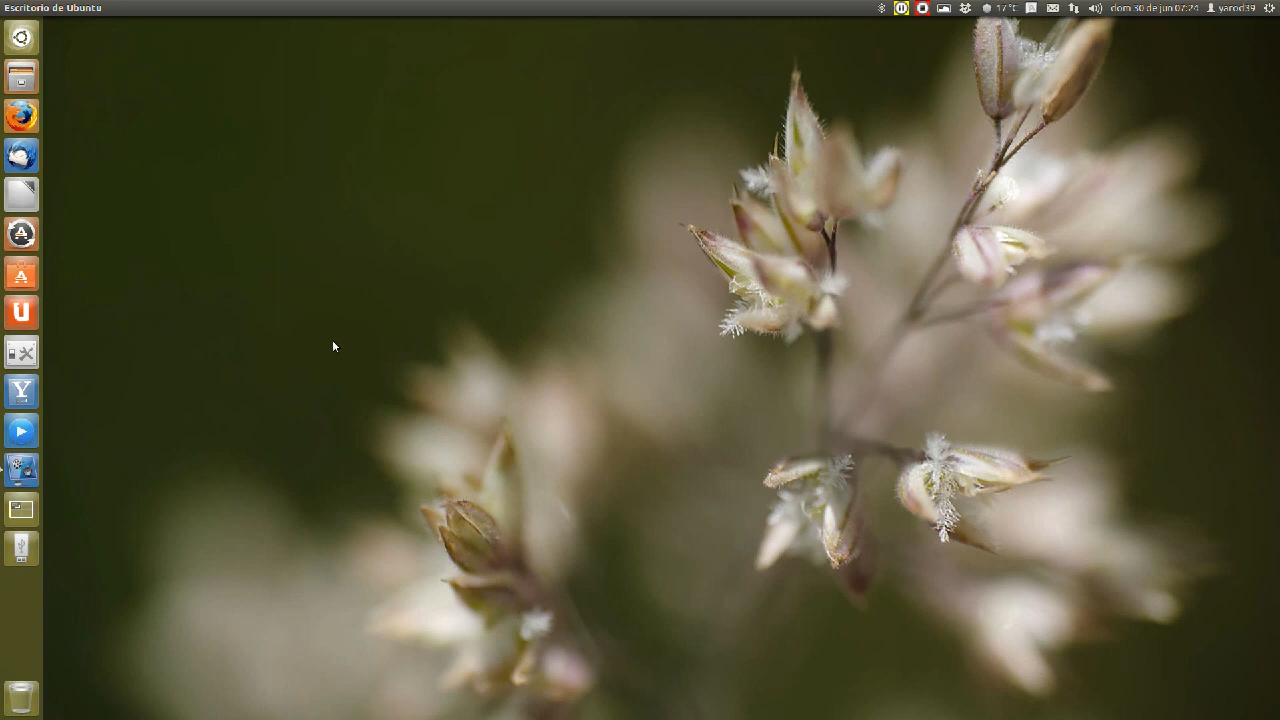 Escritorio de Ubuntu
17 °C
A
dom 30 de jun 07:24
yarod39
A
A
U
Y